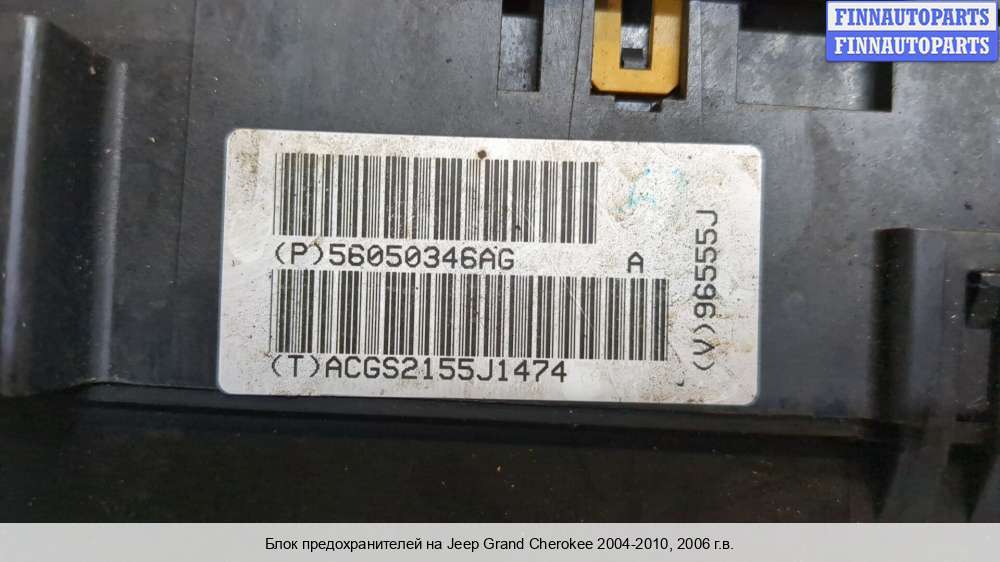 FINNAUTOPARTS
FINNAUTOPARTS
(P)56050346AG A
(T)ACGS2155J1474
(V)96555J
Блок предохранителей на Jeep Grand Cherokee 2004-2010, 2006 г.в.